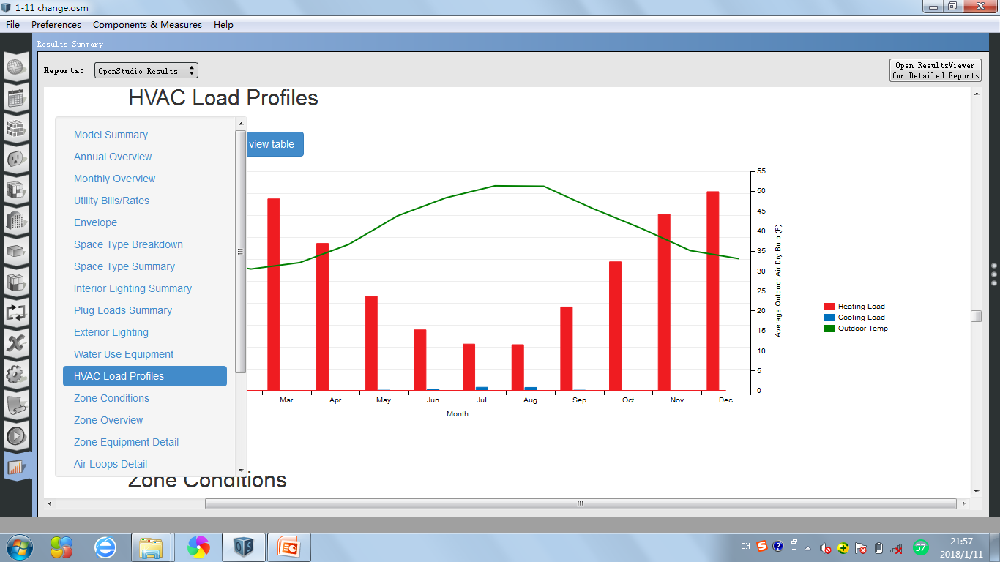 1-11 change.osm
File Preferences Components & Measures Help
Results Summary
Reports: OpenStudio Results
Open ResultsViewer
for Detailed Reports
HVAC Load Profiles
Model Summary
Annual Overview
Monthly Overview
Utility Bills/Rates
Envelope
Space Type Breakdown
Space Type Summary
Interior Lighting Summary
Plug Loads Summary
Exterior Lighting
Water Use Equipment
HVAC Load Profiles
Zone Conditions
Zone Overview
Zone Equipment Detail
Air Loops Detail
view table
55
50
45
40
35
30
25
20
15
10
5
0
Average Outdoor Air Dry Bulb (F)
Mar Apr May Jun Jul Aug Sep Oct Nov Dec
Month
Heating Load
Cooling Load
Outdoor Temp
Zone Conditions
CH
57
21:57
2018/1/11